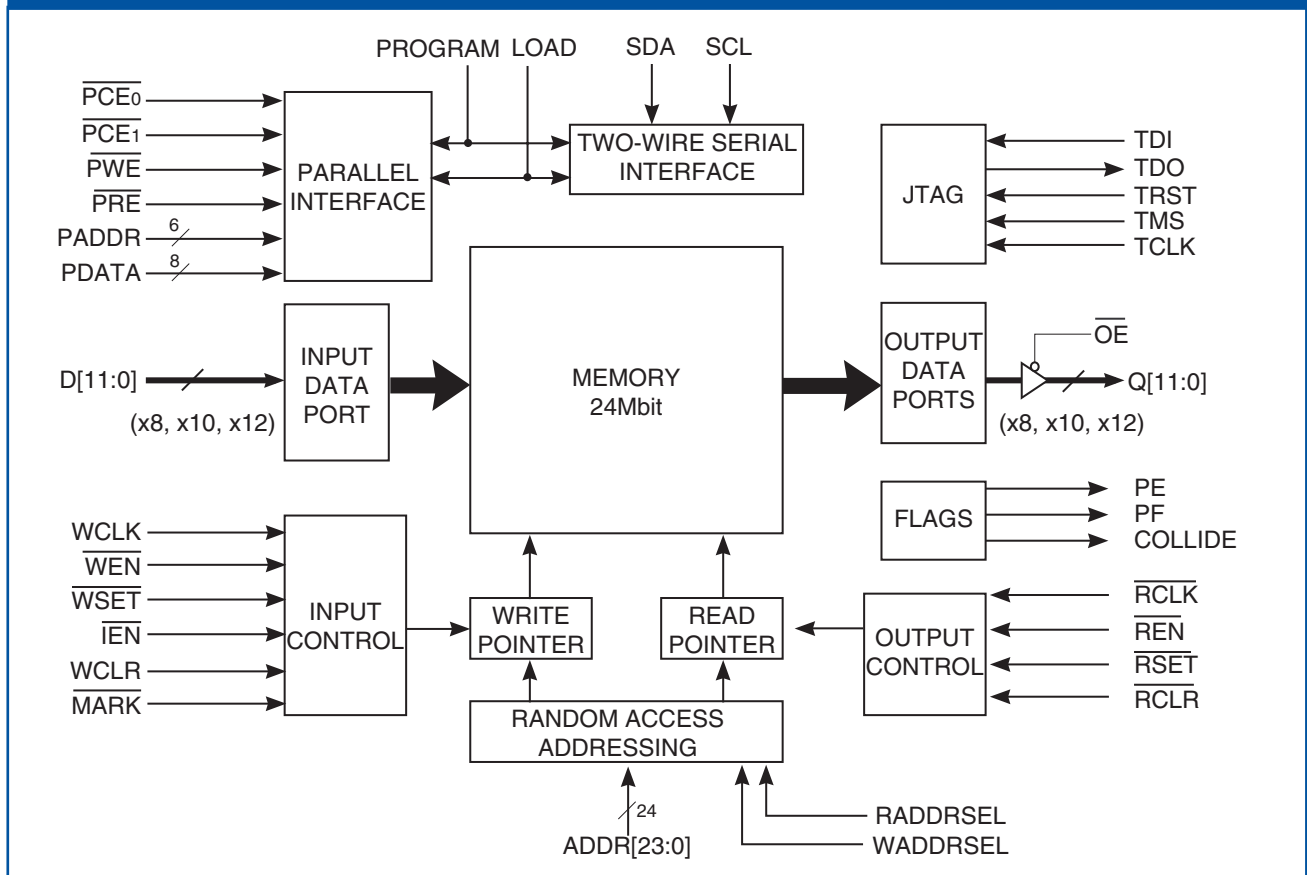 PROGRAM LOAD SDA SCL
PCE0
PCE1
PWE
PRE
PADDR 6
PDATA 8
PARALLEL
INTERFACE
TWO-WIRE SERIAL
INTERFACE
JTAG
TDI
TDO
TRST
TMS
TCLK
D[11:0]
(x8, x10, x12)
INPUT
DATA
PORT
MEMORY
24Mbit
OUTPUT
DATA
PORTS
OE
Q[11:0]
(x8, x10, x12)
FLAGS
PE
PF
COLLIDE
WCLK
WEN
WSET
IEN
WCLR
MARK
INPUT
CONTROL
WRITE
POINTER
READ
POINTER
OUTPUT
CONTROL
RCLK
REN
RSET
RCLR
RANDOM ACCESS
ADDRESSING
24
ADDR[23:0]
RADDRSEL
WADDRSEL